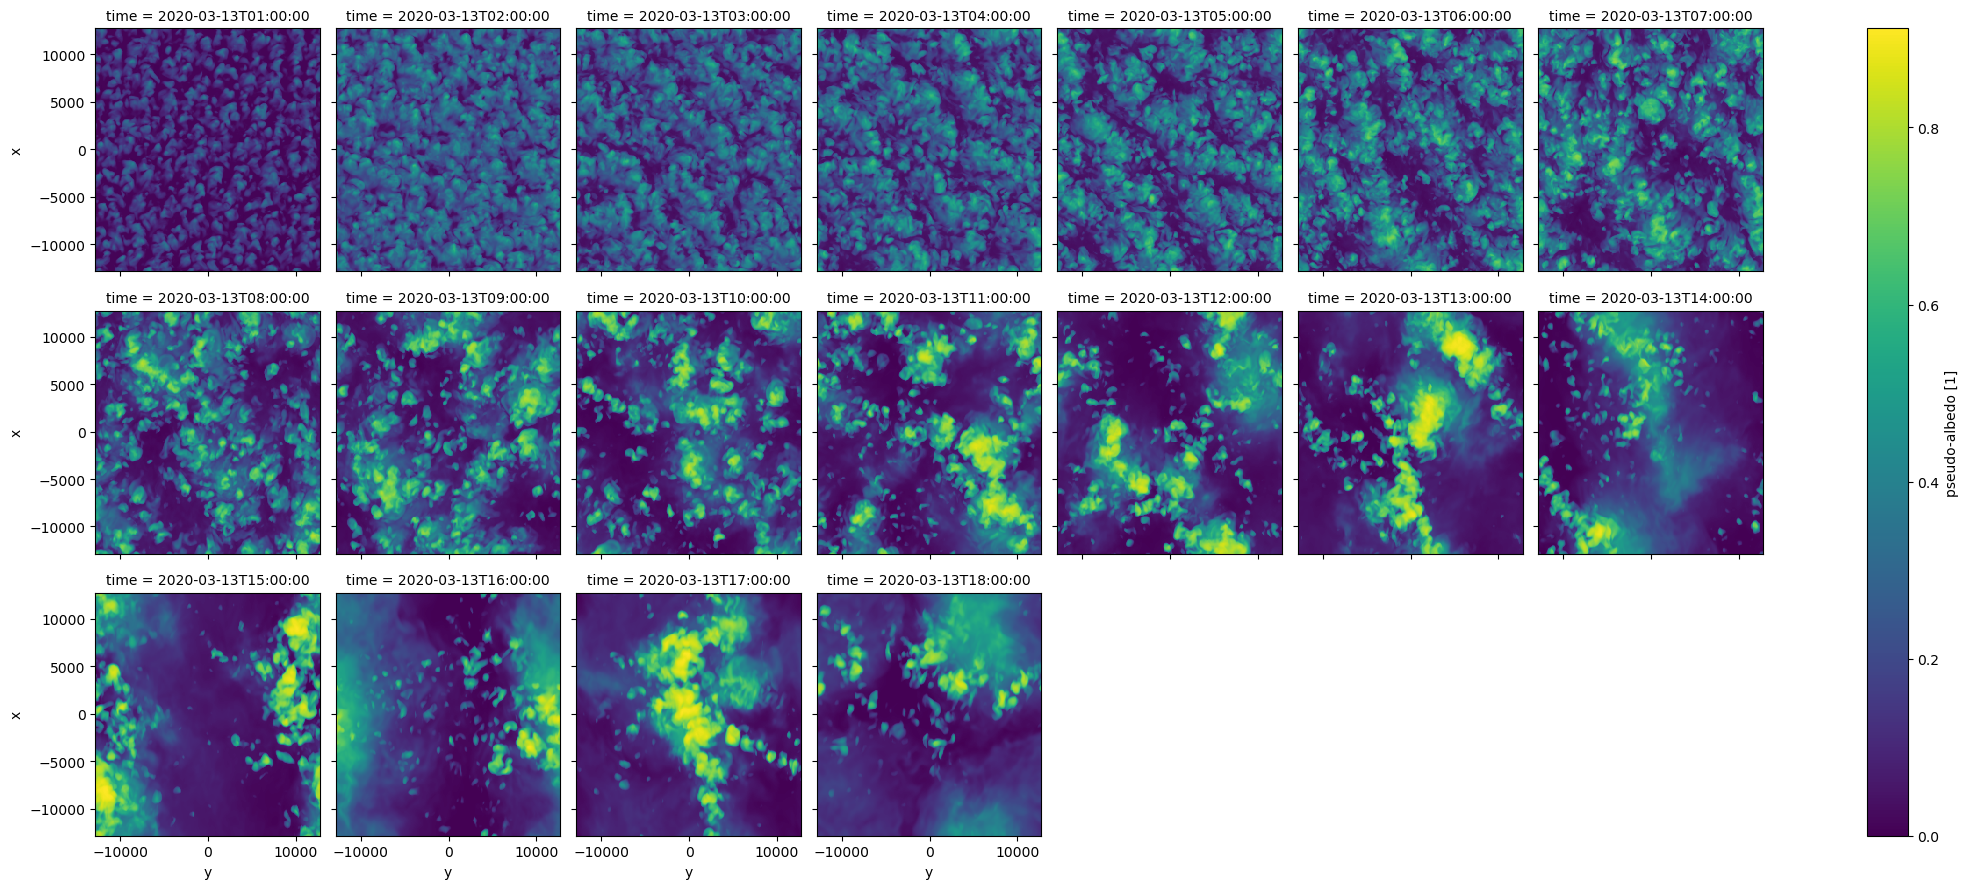 time = 2020-03-13T01:00:00 time = 2020-03-13T02:00:00 time = 2020-03-13T03:00:00 time = 2020-03-13T04:00:00 time = 2020-03-13T05:00:00 time = 2020-03-13T06:00:00 time = 2020-03-13T07:00:00
10000
5000
0
−5000
−10000
x
time = 2020-03-13T08:00:00 time = 2020-03-13T09:00:00 time = 2020-03-13T10:00:00 time = 2020-03-13T11:00:00 time = 2020-03-13T12:00:00 time = 2020-03-13T13:00:00 time = 2020-03-13T14:00:00
10000
5000
0
−5000
−10000
x
time = 2020-03-13T15:00:00 time = 2020-03-13T16:00:00 time = 2020-03-13T17:00:00 time = 2020-03-13T18:00:00
10000
5000
0
−5000
−10000
x
−10000 0 10000 −10000 0 10000 −10000 0 10000 −10000 0 10000
y y y y
0.8
0.6
0.4
0.2
0.0
pseudo-albedo [1]